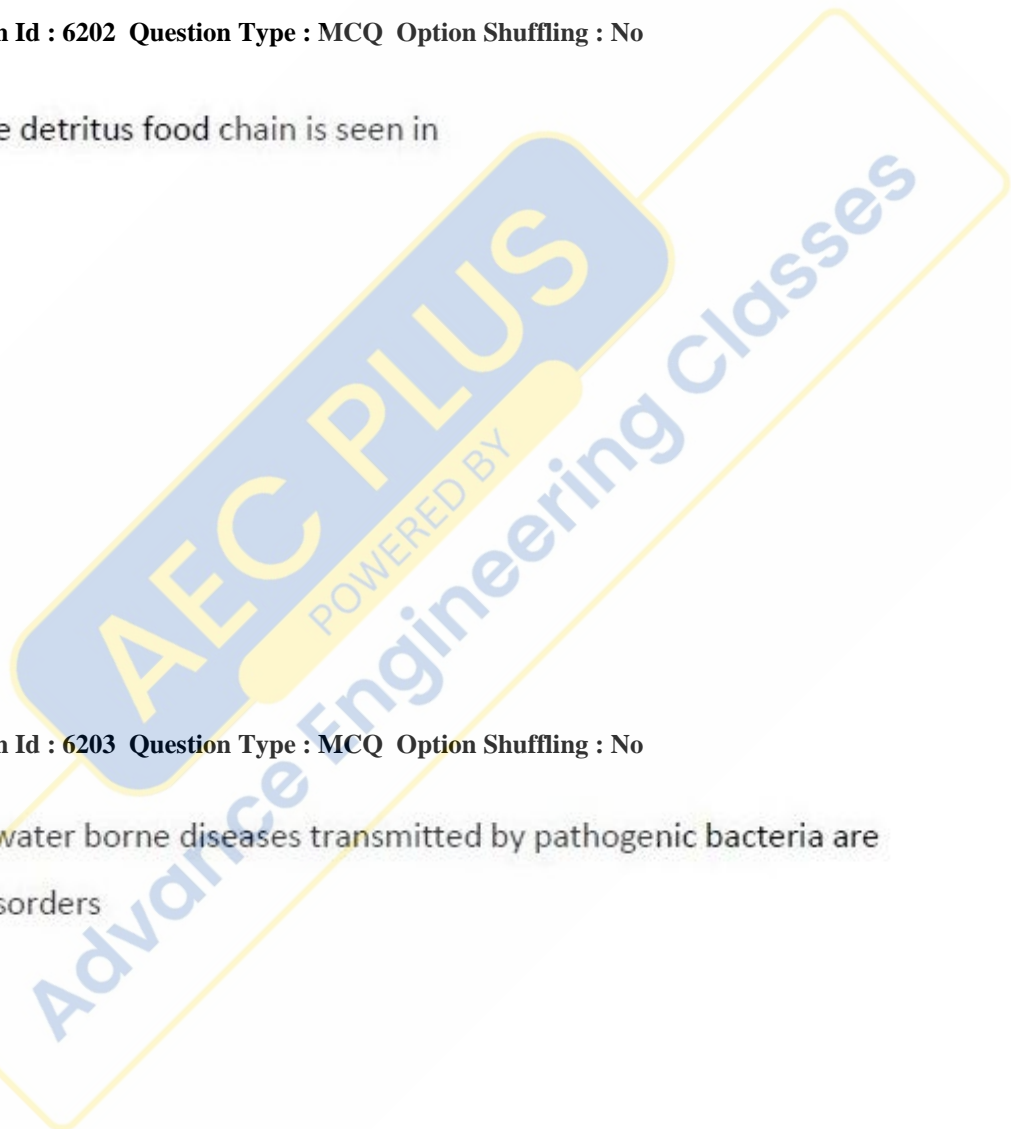 n Id : 6202 Question Type : MCQ Option Shuffling : No
e detritus food chain is seen in
AEC PLUS
POWERED BY
Advance Engineering Classes
n Id : 6203 Question Type : MCQ Option Shuffling : No
water borne diseases transmitted by pathogenic bacteria are
sorders